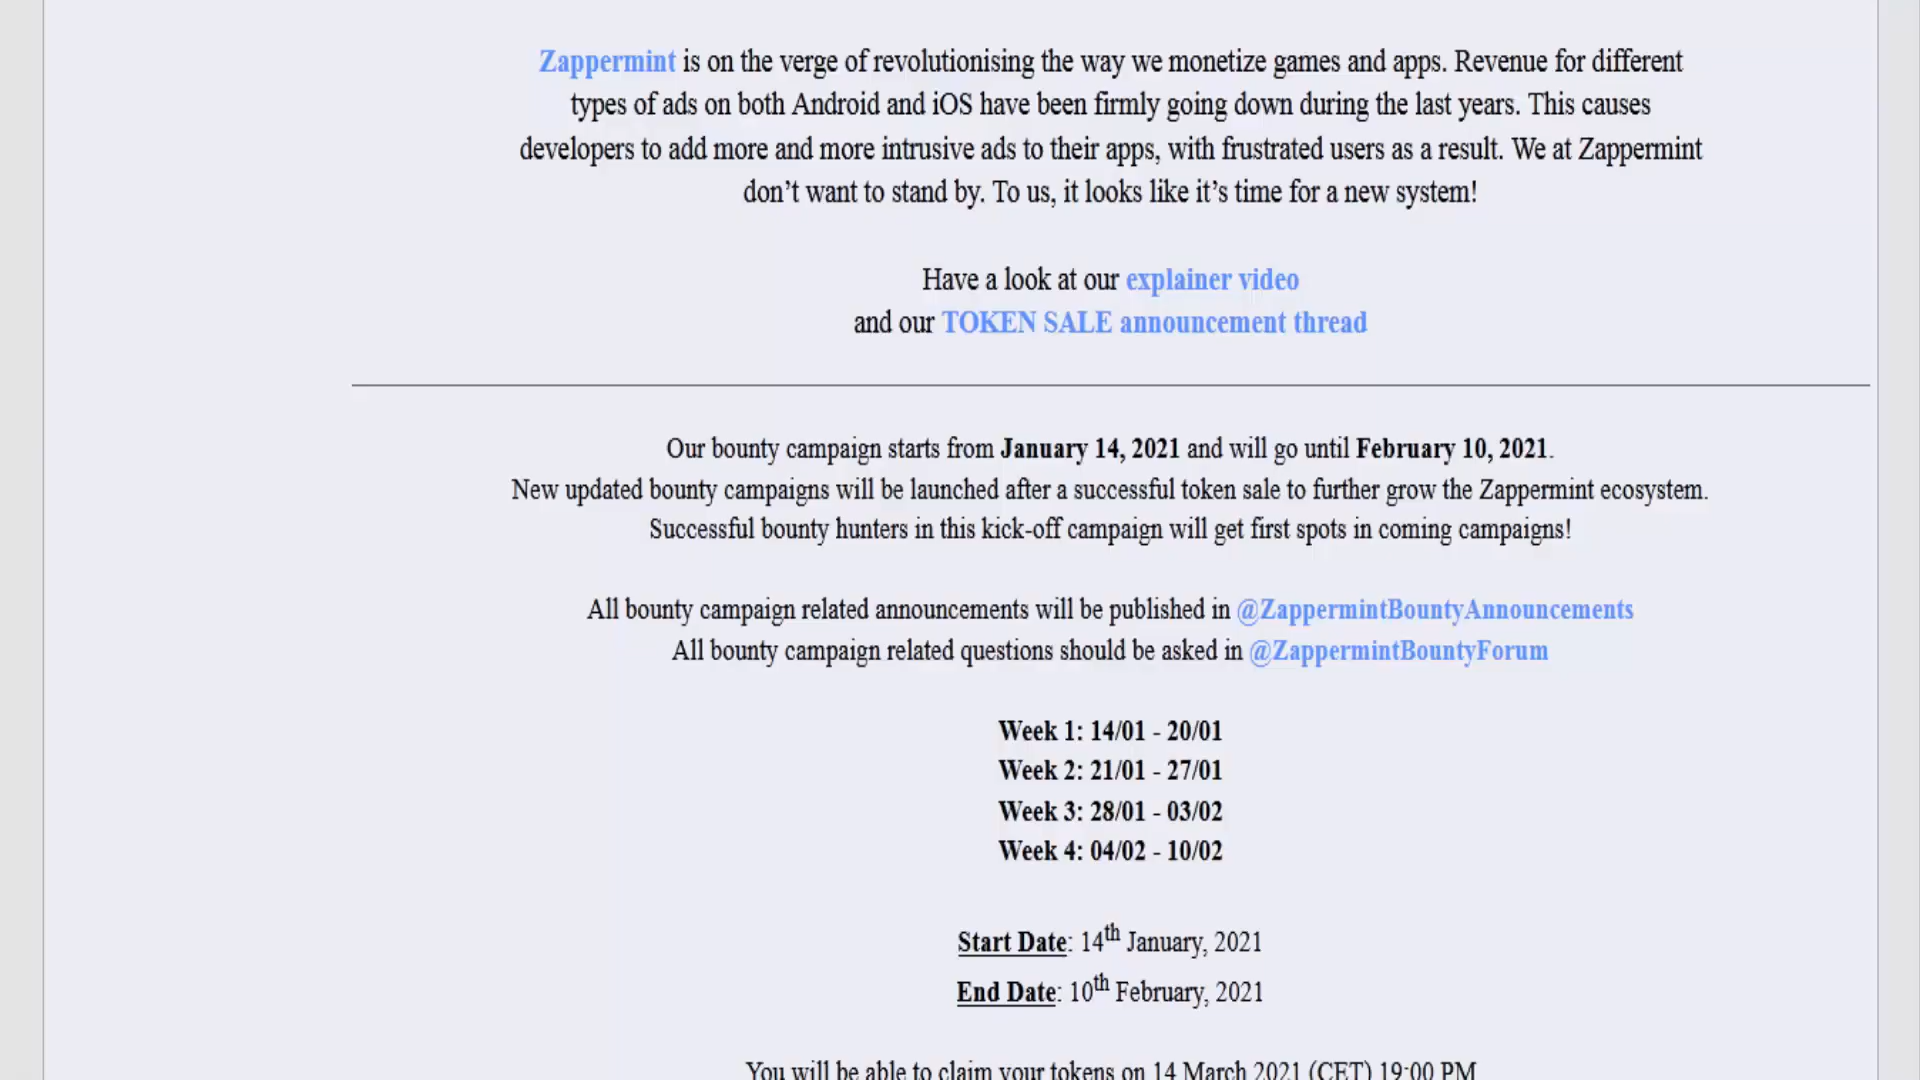 Zappermint is on the verge of revolutionising the way we monetize games and apps. Revenue for different
types of ads on both Android and iOS have been firmly going down during the last years. This causes
developers to add more and more intrusive ads to their apps, with frustrated users as a result. We at Zappermint
don’t want to stand by. To us, it looks like it’s time for a new system!
Have a look at our explainer video
and our TOKEN SALE announcement thread
Our bounty campaign starts from January 14, 2021 and will go until February 10, 2021.
New updated bounty campaigns will be launched after a successful token sale to further grow the Zappermint ecosystem.
Successful bounty hunters in this kick-off campaign will get first spots in coming campaigns!
All bounty campaign related announcements will be published in @ZappermintBountyAnnouncements
All bounty campaign related questions should be asked in @ZappermintBountyForum
Week 1: 14/01 - 20/01
Week 2: 21/01 - 27/01
Week 3: 28/01 - 03/02
Week 4: 04/02 - 10/02
Start Date: 14th January, 2021
End Date: 10th February, 2021
You will be able to claim your tokens on 14 March 2021 (CET) 19:00 PM